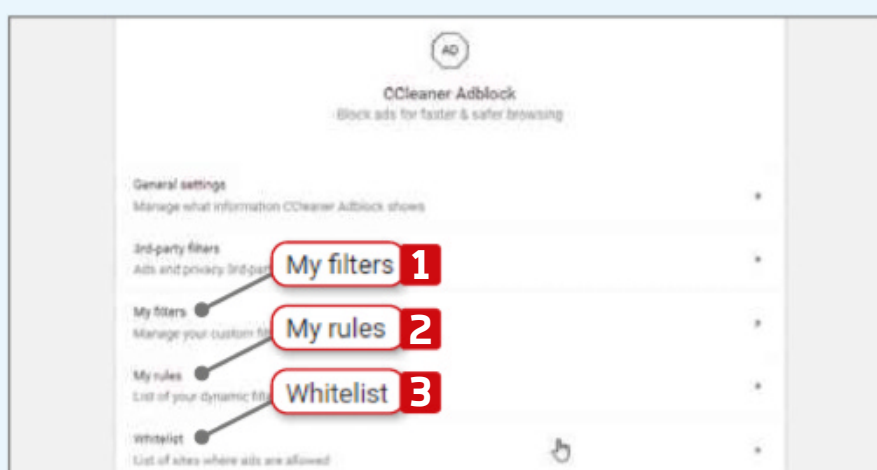 AD
CCleaner Adblock
Block ads for faster & safer browsing
General settings
Manage what information CCleaner Adblock shows
3rd-party filters
Ads and privacy 3rd-part
My filters 1
My filters
Manage your custom fil
My rules 2
My rules
List of your dynamic filt
Whitelist 3
Whitelist
List of sites where ads are allowed